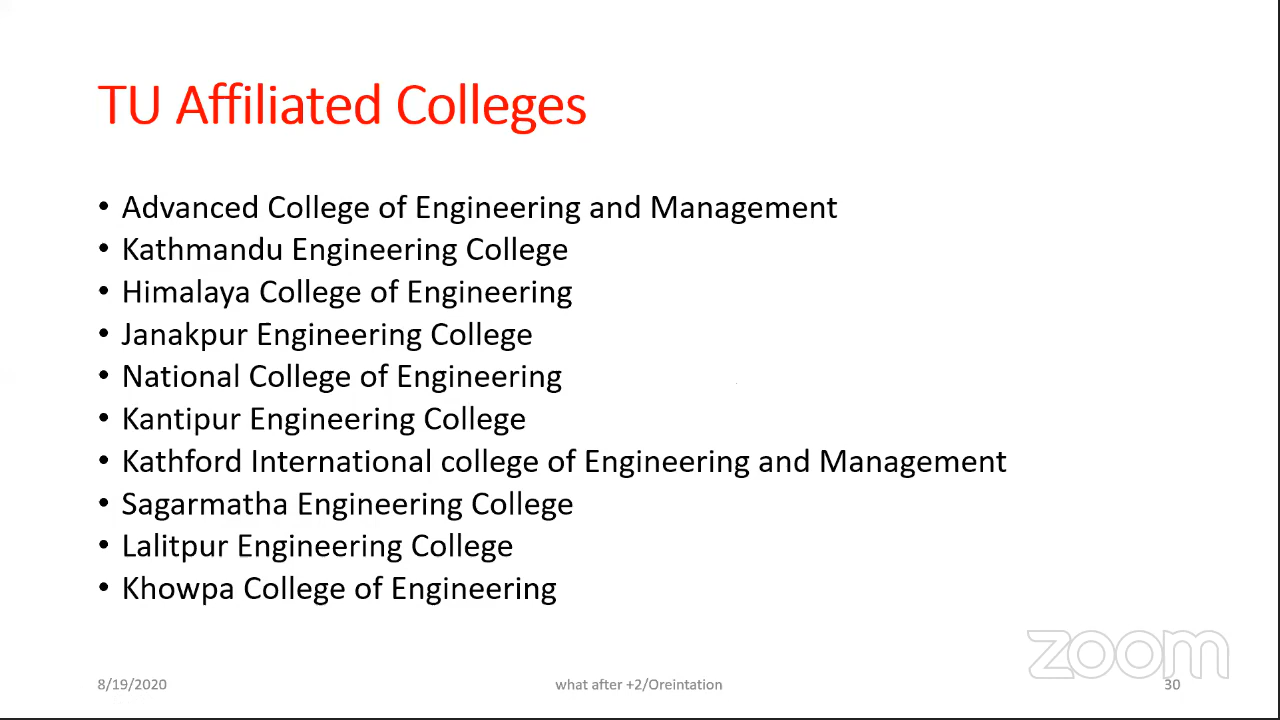 TU Affiliated Colleges
• Advanced College of Engineering and Management
• Kathmandu Engineering College
• Himalaya College of Engineering
• Janakpur Engineering College
• National College of Engineering
• Kantipur Engineering College
• Kathford International college of Engineering and Management
• Sagarmatha Engineering College
• Lalitpur Engineering College
• Khowpa College of Engineering
zoom
8/19/2020
what after +2/Oreintation
30